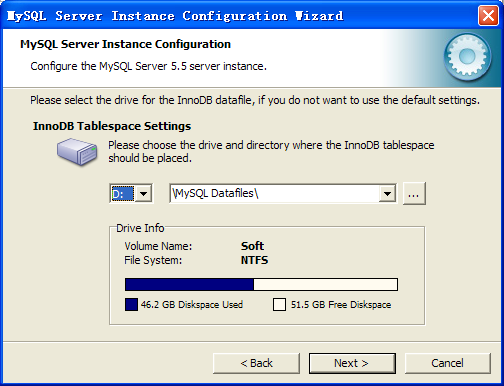 MySQL Server Instance Configuration Wizard
MySQL Server Instance Configuration
Configure the MySQL Server 5.5 server instance.
Please select the drive for the InnoDB datafile, if you do not want to use the default settings.
InnoDB Tablespace Settings
Please choose the drive and directory where the InnoDB tablespace
should be placed.
D: \MySQL Datafiles\ ...
Drive Info
Volume Name: Soft
File System: NTFS
46.2 GB Diskspace Used 51.5 GB Free Diskspace
< Back Next > Cancel